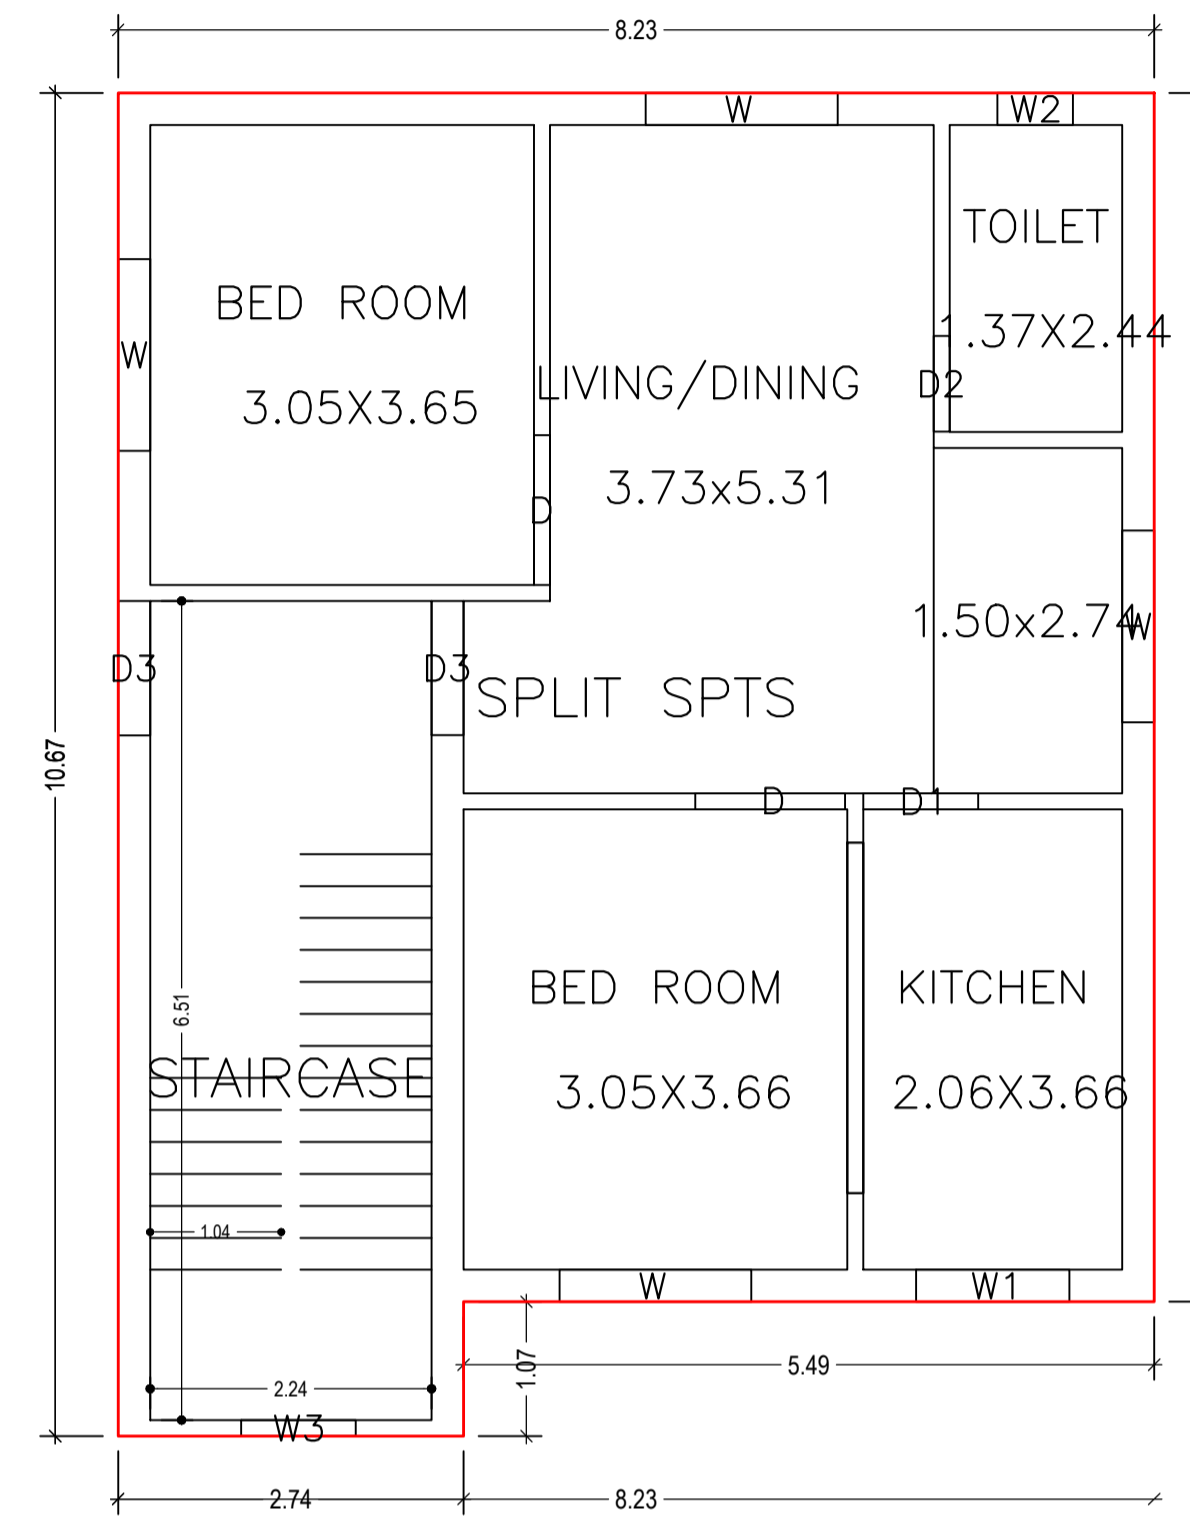 8.23
W
W2
TOILET
1.37X2.44
BED ROOM
3.05X3.65
W
LIVING/DINING
3.73x5.31
D2
D
1.50x2.74
W
D3
D3
SPLIT SPTS
10.67
D
D1
6.51
BED ROOM
3.05X3.66
KITCHEN
2.06X3.66
STAIRCASE
1.04
W
W1
1.07
5.49
2.24
W3
2.74
8.23